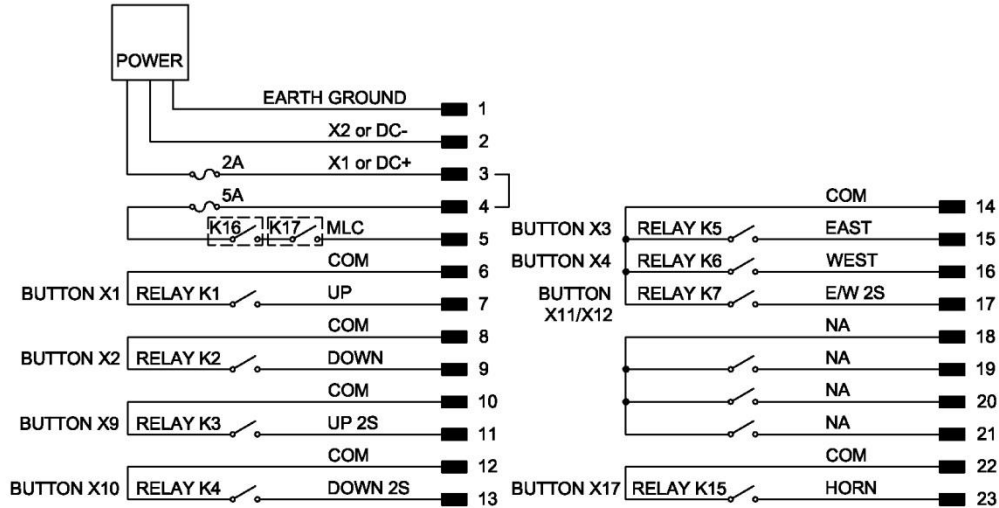 POWER
EARTH GROUND 1
X2 or DC- 2
2A X1 or DC+ 3
5A 4
K16 K17 MLC 5
COM 6
BUTTON X1 RELAY K1 UP 7
COM 8
BUTTON X2 RELAY K2 DOWN 9
COM 10
BUTTON X9 RELAY K3 UP 2S 11
COM 12
BUTTON X10 RELAY K4 DOWN 2S 13
COM 14
BUTTON X3 RELAY K5 EAST 15
BUTTON X4 RELAY K6 WEST 16
BUTTON X11/X12 RELAY K7 E/W 2S 17
NA 18
NA 19
NA 20
NA 21
COM 22
BUTTON X17 RELAY K15 HORN 23